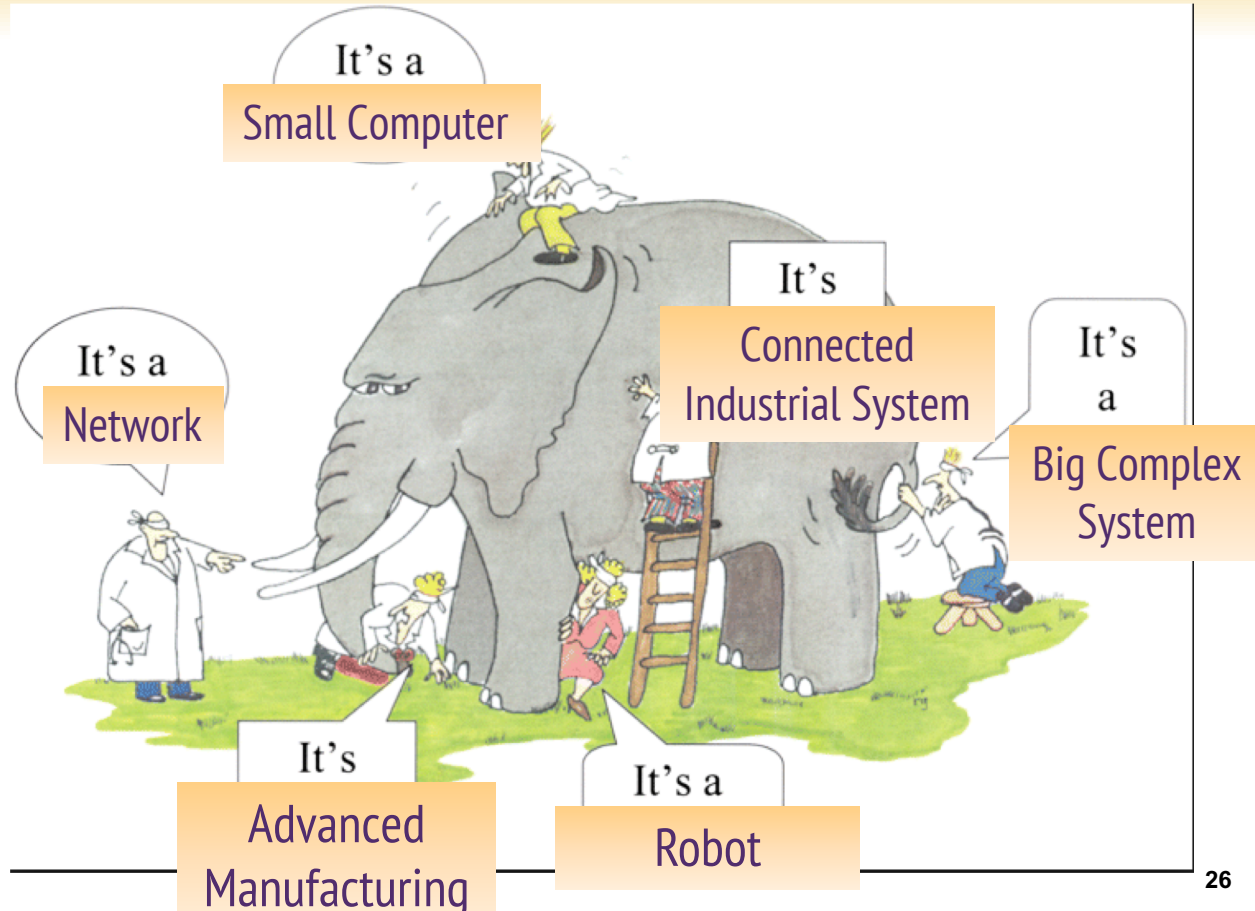 It's a
Small Computer
It's
Connected
Industrial System
It's a
Network
It's
a
Big Complex
System
It's
Advanced
Manufacturing
It's a
Robot
26